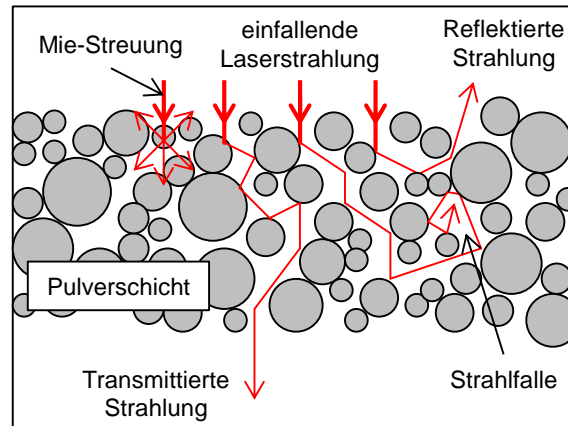 Mie-Streuung
einfallende
Laserstrahlung
Reflektierte
Strahlung
Pulverschicht
Transmittierte
Strahlung
Strahlfalle